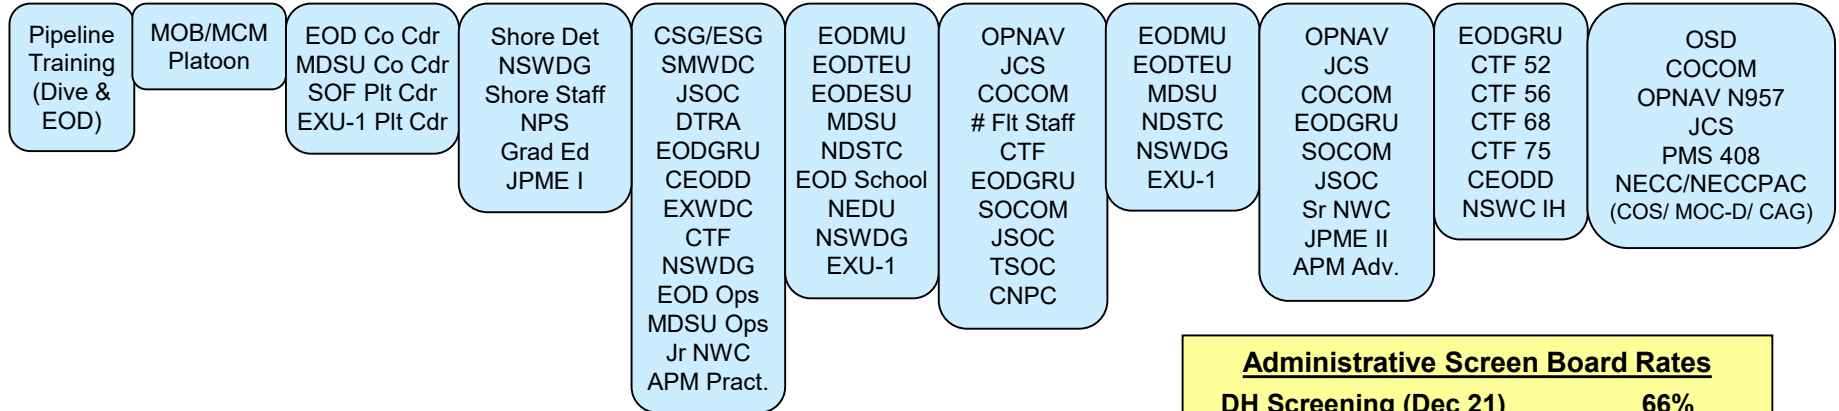 Pipeline
Training
(Dive &
EOD)
MOB/MCM
Platoon
EOD Co Cdr
MDSU Co Cdr
SOF Plt Cdr
EXU-1 Plt Cdr
Shore Det
NSWDG
Shore Staff
NPS
Grad Ed
JPME I
CSG/ESG
SMWDC
JSOC
DTRA
EODGRU
CEODD
EXWDC
CTF
NSWDG
EOD Ops
MDSU Ops
Jr NWC
APM Pract.
EODMU
EODTEU
EODESU
MDSU
NDSTC
EOD School
NEDU
NSWDG
EXU-1
OPNAV
JCS
COCOM
# Flt Staff
CTF
EODGRU
SOCOM
JSOC
TSOC
CNPC
EODMU
EODTEU
MDSU
NDSTC
NSWDG
EXU-1
OPNAV
JCS
COCOM
EODGRU
SOCOM
JSOC
Sr NWC
JPME II
APM Adv.
EODGRU
CTF 52
CTF 56
CTF 68
CTF 75
CEODD
NSWC IH
OSD
COCOM
OPNAV N957
JCS
PMS 408
NECC/NECCPAC
(COS/ MOC-D/ CAG)
Administrative Screen Board Rates
DH Screening (Dec 21) 66%